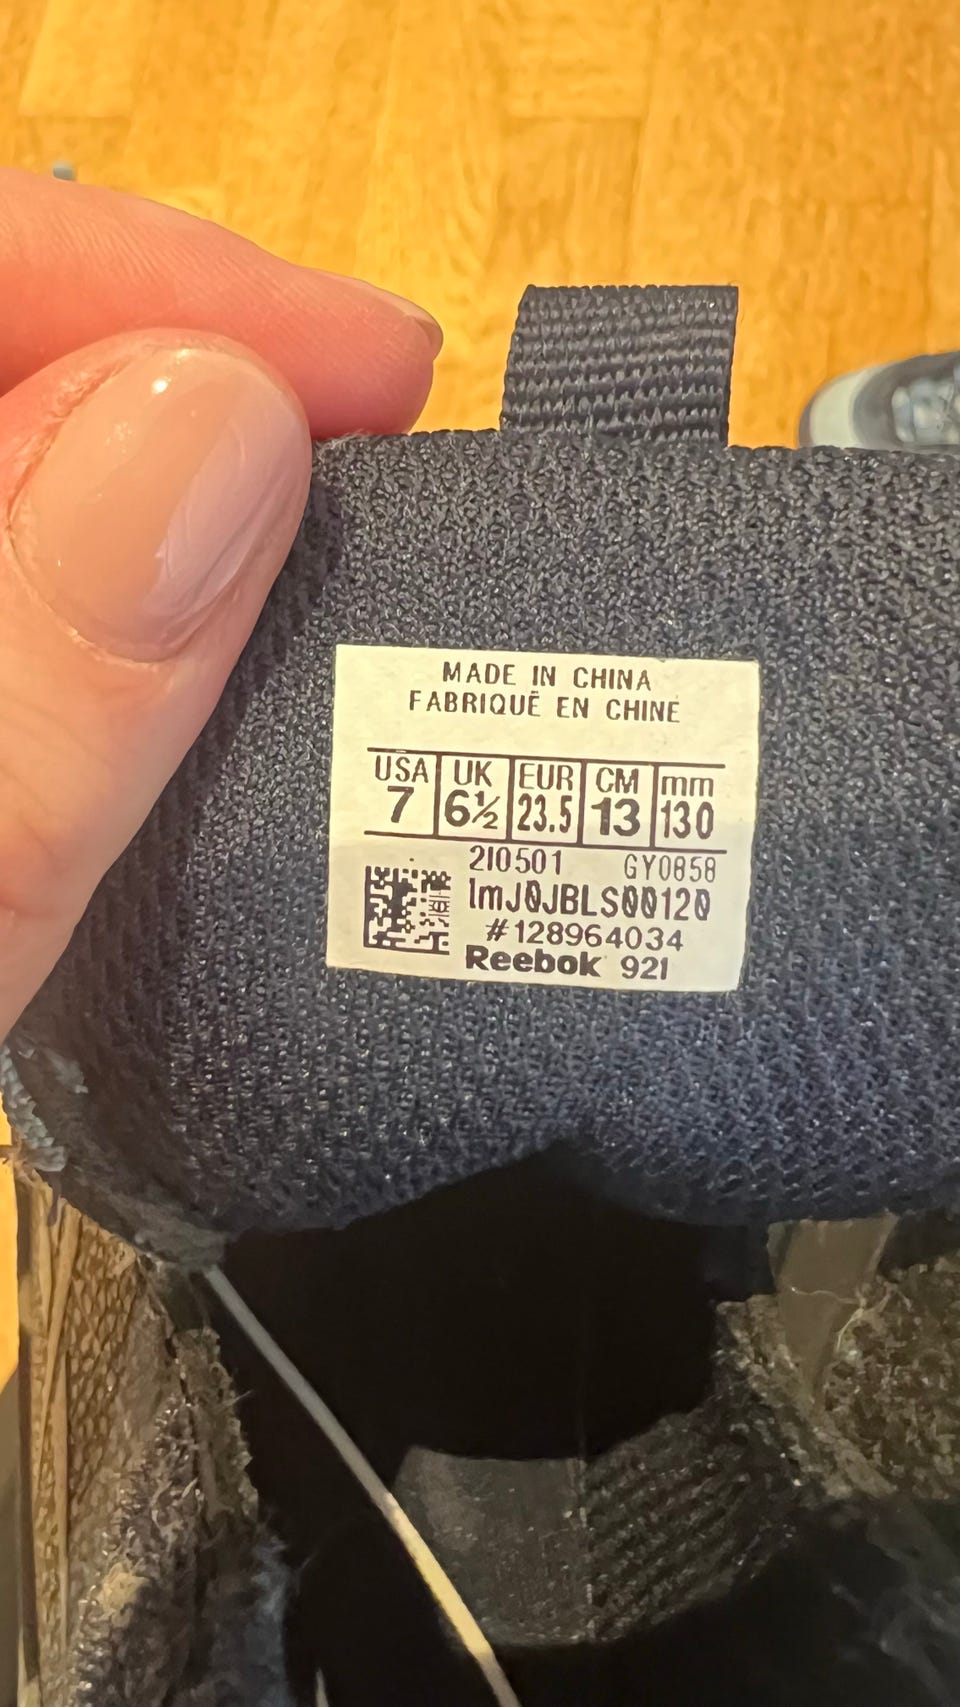 MADE IN CHINA
FABRIQUÉ EN CHINE
USA UK EUR CM mm
7 6½ 23.5 13 130
210501 GY0858
1mJ0JBLS00120
#128964034
Reebok 921